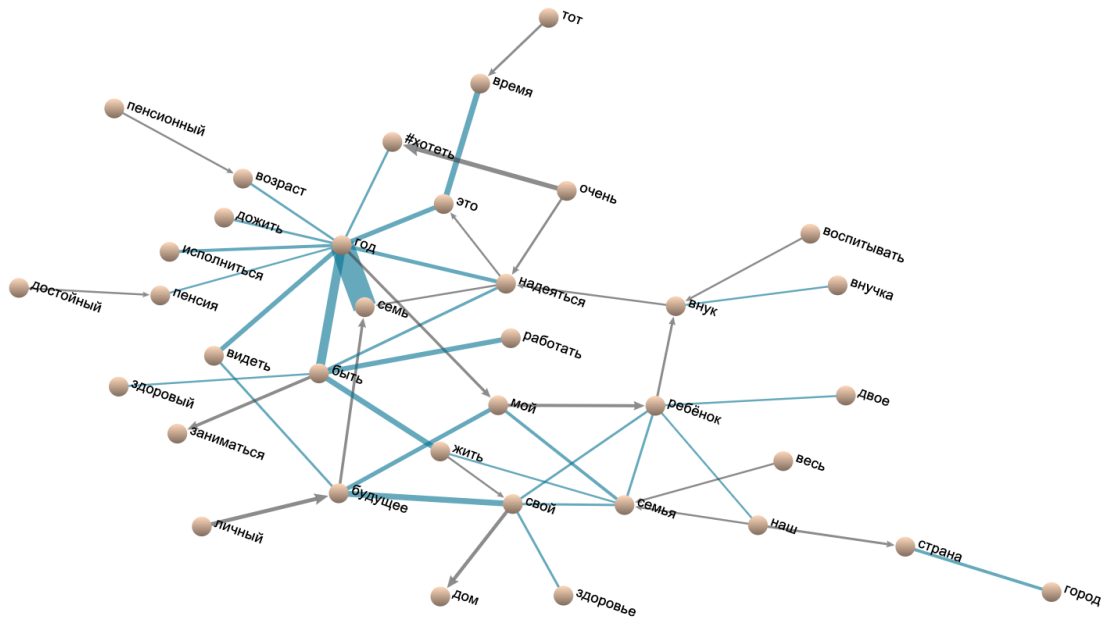 тот
время
пенсионный
#хотеть
возраст
очень
это
дожить
год
воспитывать
исполниться
достойный
пенсия
надеяться
внучка
семь
внук
работать
видеть
быть
здоровый
двое
мой
ребёнок
заниматься
жить
весь
будущее
свой
семья
личный
наш
страна
дом
здоровье
город